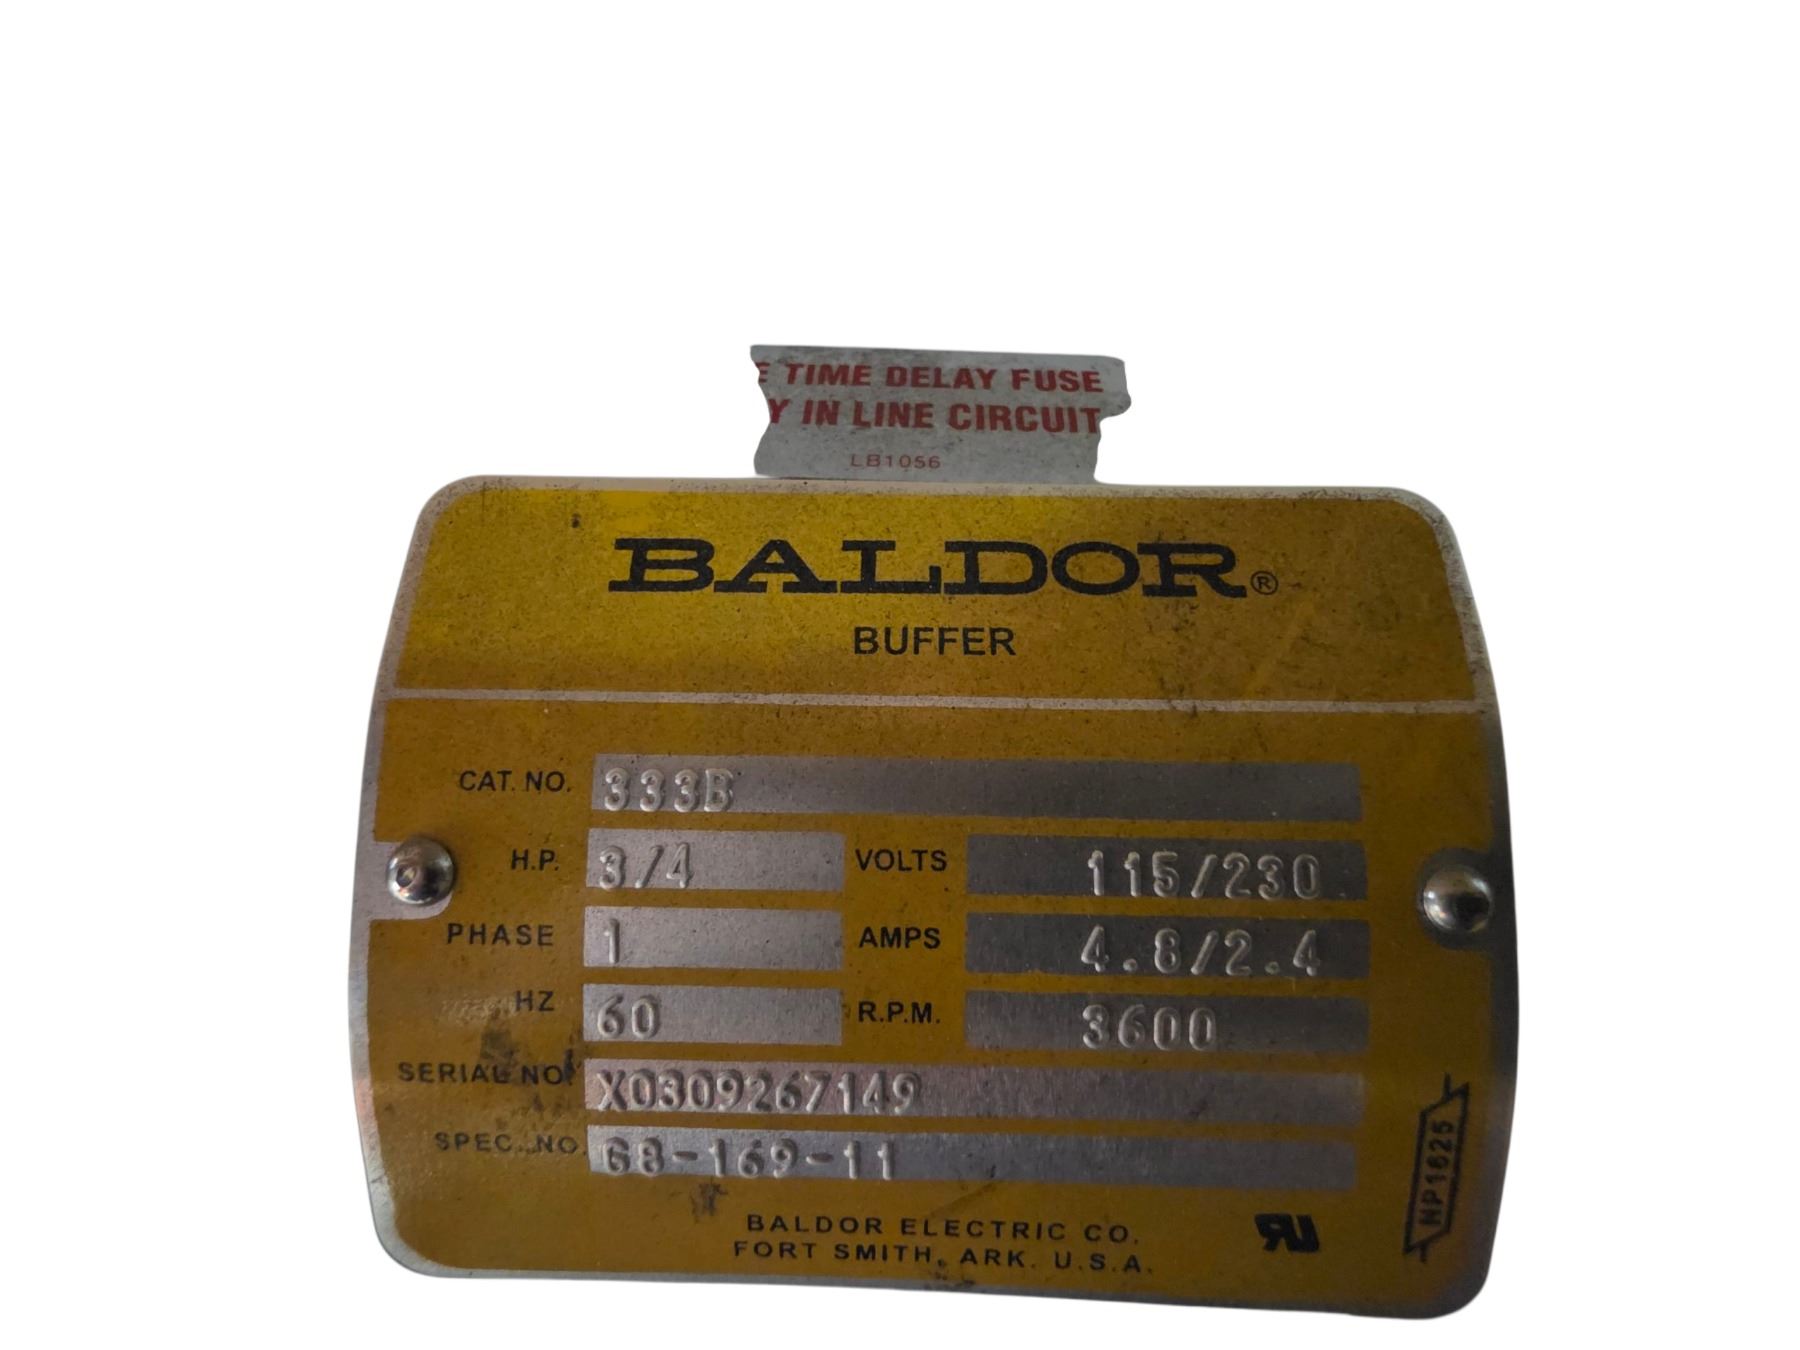 E TIME DELAY FUSE
Y IN LINE CIRCUIT
LB1056
BALDOR®
BUFFER
CAT. NO. 333B
H.P. 3/4 VOLTS 115/230
PHASE 1 AMPS 4.8/2.4
HZ 60 R.P.M. 3600
SERIAL NO. X0309267149
SPEC. NO. G8-169-11
BALDOR ELECTRIC CO.
FORT SMITH, ARK. U.S.A.
NP1625